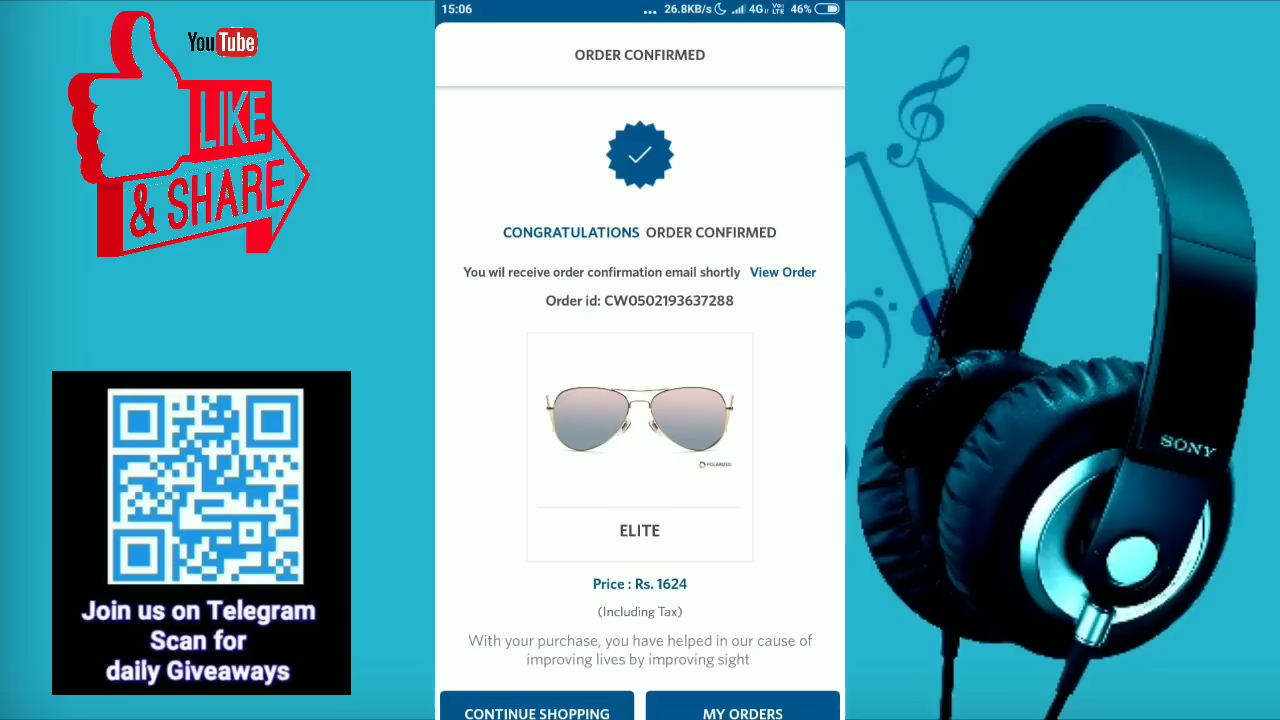 YouTube
LIKE
& SHARE
Join us on Telegram
Scan for
daily Giveaways
15:06 ... 26.8KB/s 4G Vo LTE 46%
ORDER CONFIRMED
CONGRATULATIONS ORDER CONFIRMED
You wil receive order confirmation email shortly View Order
Order id: CW0502193637288
POLARIZED
ELITE
Price : Rs. 1624
(Including Tax)
With your purchase, you have helped in our cause of
improving lives by improving sight
CONTINUE SHOPPING MY ORDERS
SONY